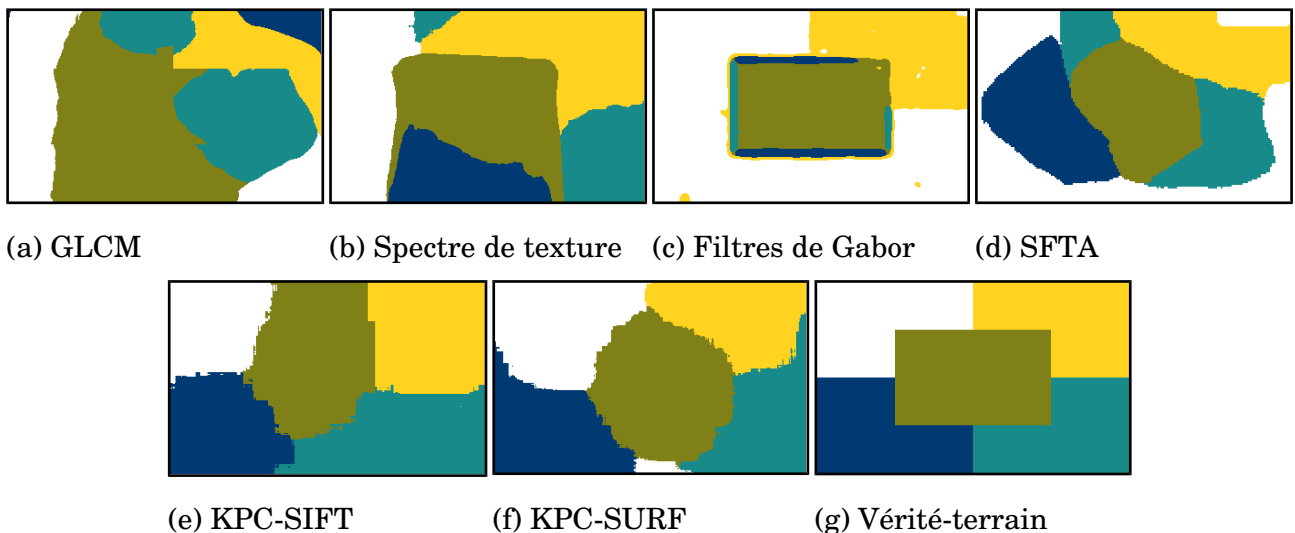 (a) GLCM (b) Spectre de texture (c) Filtres de Gabor (d) SFTA
(e) KPC-SIFT (f) KPC-SURF (g) Vérité-terrain